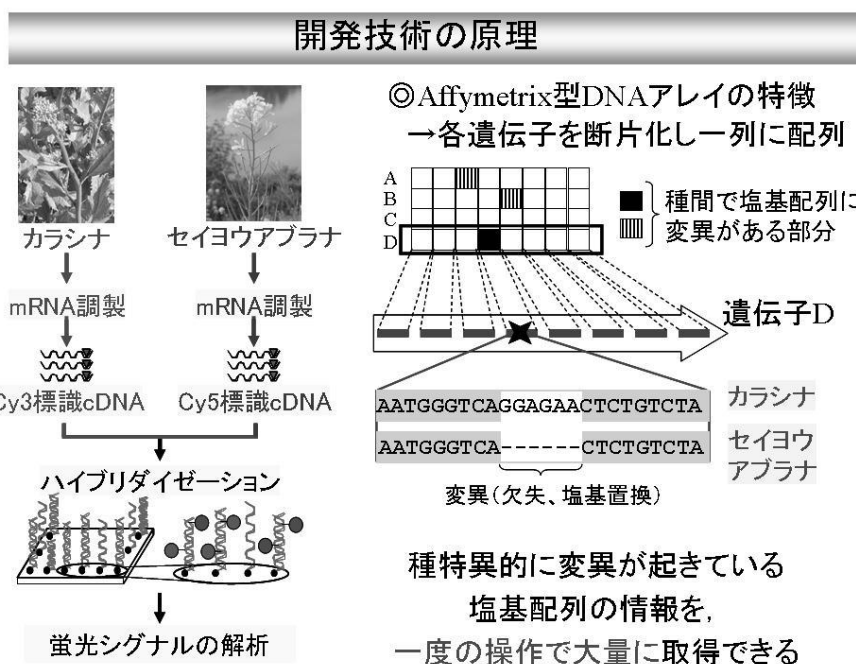 開発技術の原理
カラシナ
セイヨウアブラナ
mRNA調製
mRNA調製
Cy3標識cDNA
Cy5標識cDNA
ハイブリダイゼーション
蛍光シグナルの解析
◎Affymetrix型DNAアレイの特徴
→各遺伝子を断片化し一列に配列
A
B
C
D
種間で塩基配列に
変異がある部分
遺伝子D
AATGGGTCAGGAGAACTCTGTCTA
カラシナ
AATGGGTCA------CTCTGTCTA
セイヨウ
アブラナ
変異(欠失、塩基置換)
種特異的に変異が起きている
塩基配列の情報を,
一度の操作で大量に取得できる